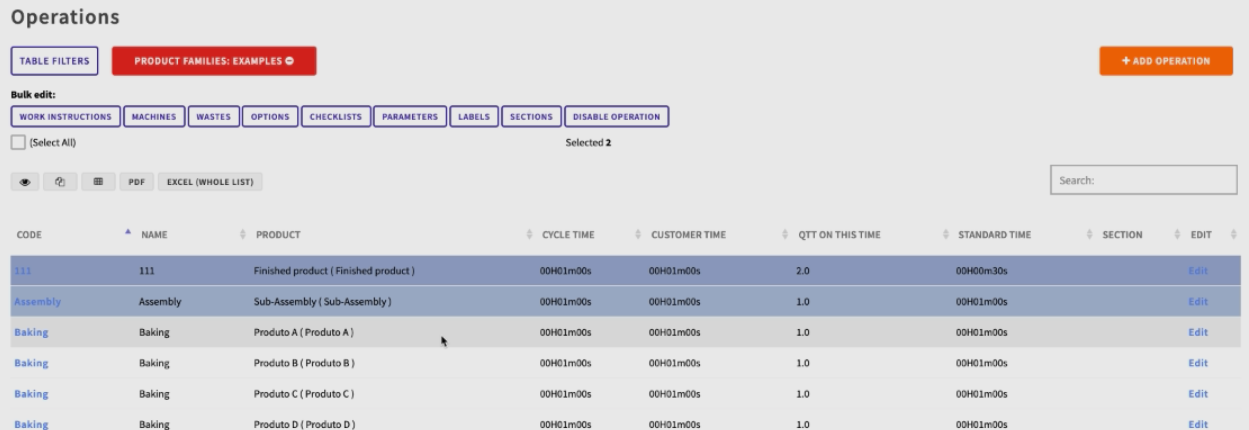 Operations
TABLE FILTERS PRODUCT FAMILIES: EXAMPLES + ADD OPERATION
Bulk edit:
WORK INSTRUCTIONS MACHINES WASTES OPTIONS CHECKLISTS PARAMETERS LABELS SECTIONS DISABLE OPERATION
(Select All) Selected 2
PDF EXCEL (WHOLE LIST) Search:
CODE NAME PRODUCT CYCLE TIME CUSTOMER TIME QTT ON THIS TIME STANDARD TIME SECTION EDIT
111 111 Finished product ( Finished product ) 00H01m00s 00H01m00s 2.0 00H00m30s Edit
Assembly Assembly Sub-Assembly ( Sub-Assembly ) 00H01m00s 00H01m00s 1.0 00H01m00s Edit
Baking Baking Produto A ( Produto A ) 00H01m00s 00H01m00s 1.0 00H01m00s Edit
Baking Baking Produto B ( Produto B ) 00H01m00s 00H01m00s 1.0 00H01m00s Edit
Baking Baking Produto C ( Produto C ) 00H01m00s 00H01m00s 1.0 00H01m00s Edit
Baking Baking Produto D ( Produto D ) 00H01m00s 00H01m00s 1.0 00H01m00s Edit